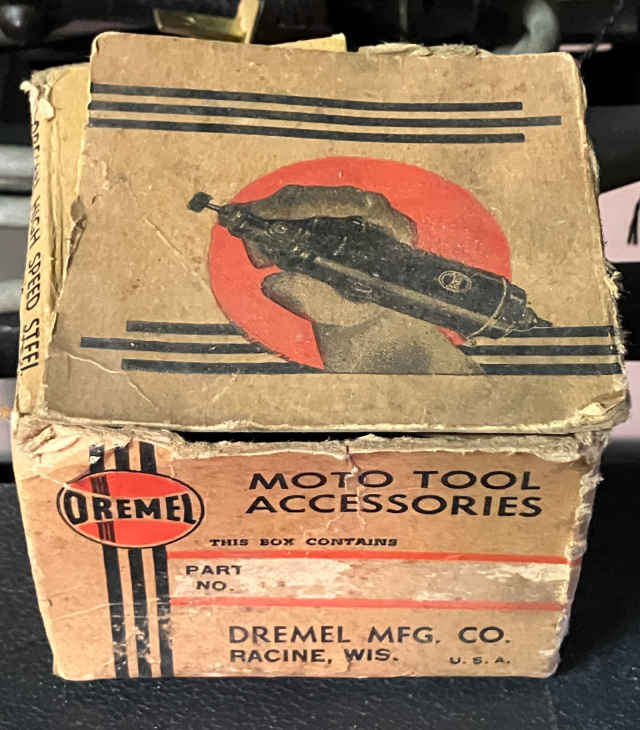 HIGH SPEED STEEL
DREMEL
MOTO TOOL
ACCESSORIES
THIS BOX CONTAINS
PART
NO.
DREMEL MFG. CO.
RACINE, WIS.
U. S. A.